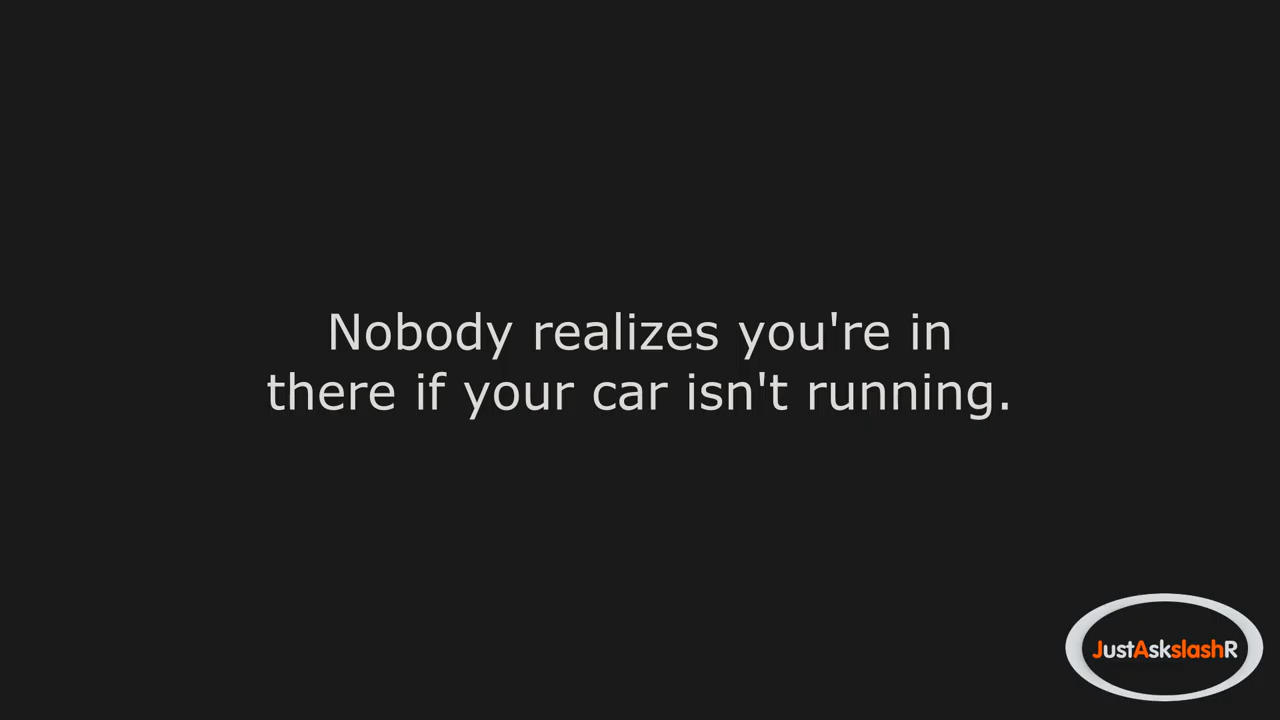 Nobody realizes you're in
there if your car isn't running.
JustAskslashR